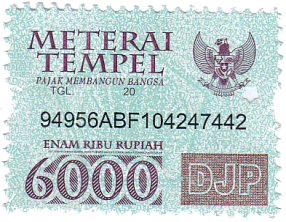 METERAI
TEMPEL
PAJAK MEMBANGUN BANGSA
TGL. 20
94956ABF104247442
ENAM RIBU RUPIAH
6000 DJP